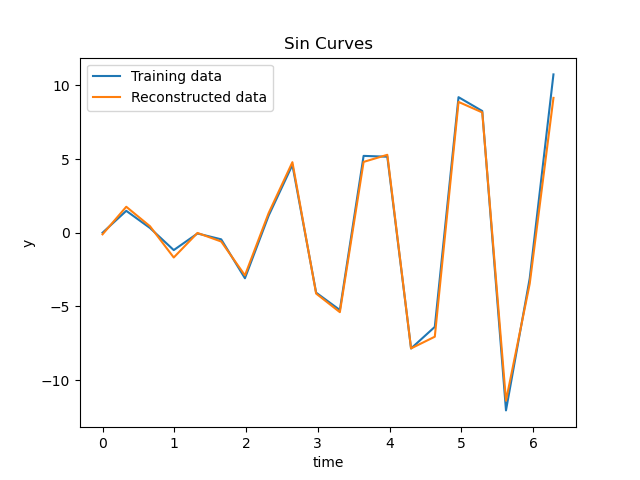 Sin Curves
Training data
Reconstructed data
10
5
0
−5
−10
y
0 1 2 3 4 5 6
time